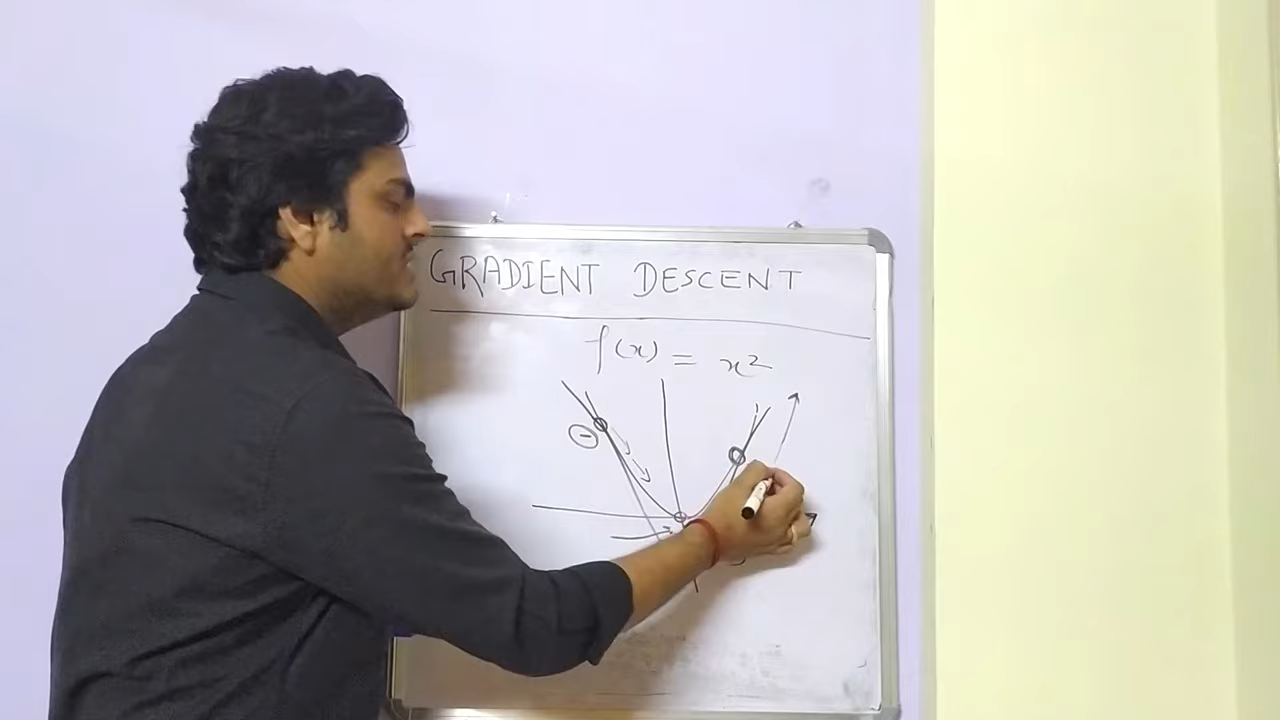 GRADIENT DESCENT
f(x) = x²
-